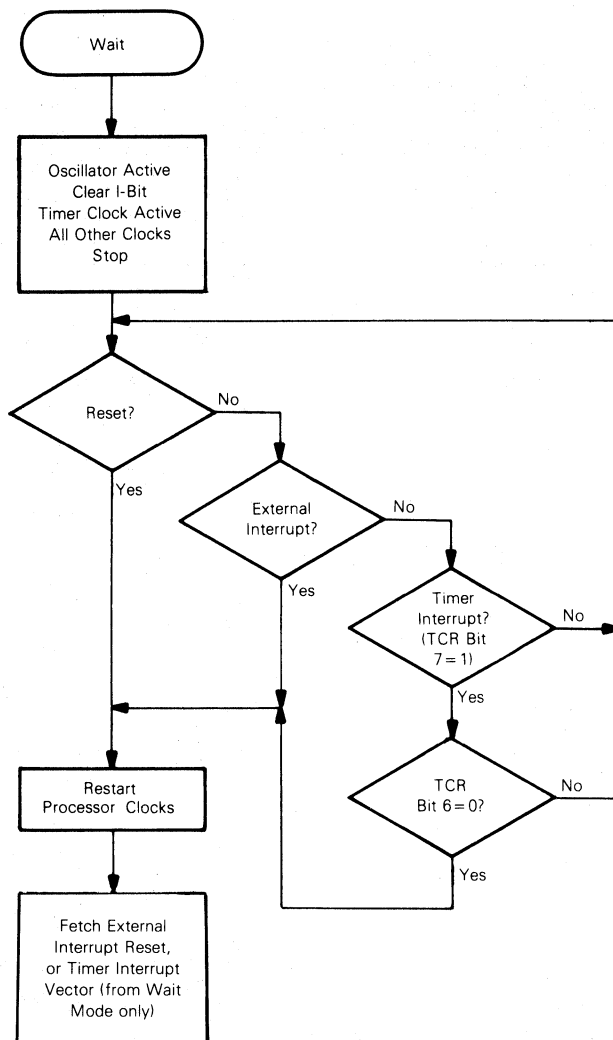 Wait
Oscillator Active
Clear I-Bit
Timer Clock Active
All Other Clocks
Stop
Reset?
No
Yes
External
Interrupt?
No
Yes
Timer
Interrupt?
(TCR Bit
7=1)
No
Yes
TCR
Bit 6=0?
No
Yes
Restart
Processor Clocks
Fetch External
Interrupt Reset,
or Timer Interrupt
Vector (from Wait
Mode only)